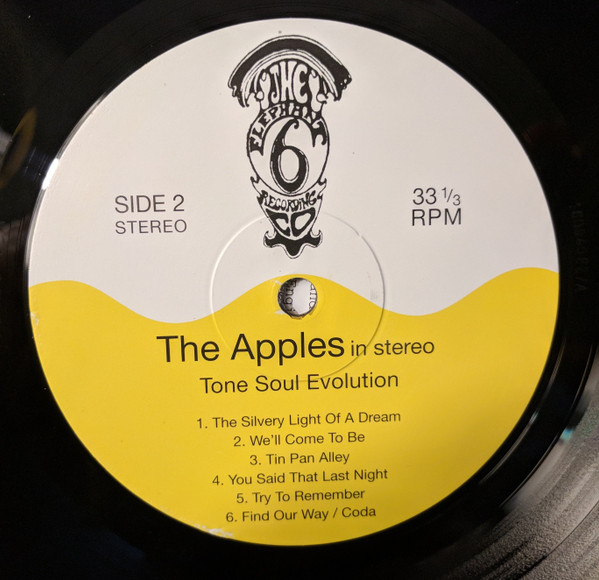 THE
ELEPHANT
6
RECORDING
CO
SIDE 2
STEREO
33 1/3
RPM
The Apples in stereo
Tone Soul Evolution
1. The Silvery Light Of A Dream
2. We'll Come To Be
3. Tin Pan Alley
4. You Said That Last Night
5. Try To Remember
6. Find Our Way / Coda